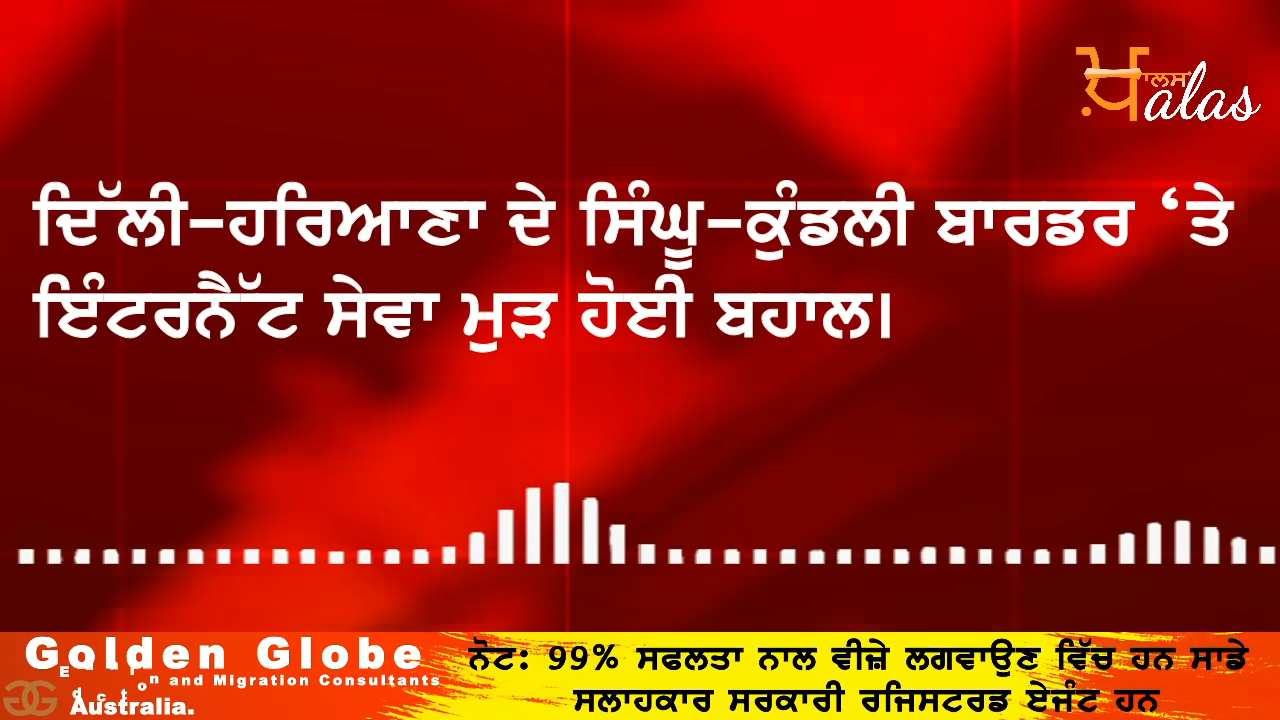 ਖ਼ਾਲਸ alas
ਦਿੱਲੀ-ਹਰਿਆਣਾ ਦੇ ਸਿੰਘੂ-ਕੁੰਡਲੀ ਬਾਰਡਰ ‘ਤੇ
ਇੰਟਰਨੈੱਟ ਸੇਵਾ ਮੁੜ ਹੋਈ ਬਹਾਲ।
Golden Globe
and Migration Consultants
Australia.
ਨੋਟ: 99% ਸਫਲਤਾ ਨਾਲ ਵੀਜ਼ੇ ਲਗਵਾਉਣ ਵਿੱਚ ਹਨ ਸਾਡੇ
ਸਲਾਹਕਾਰ ਸਰਕਾਰੀ ਰਜਿਸਟਰਡ ਏਜੰਟ ਹਨ